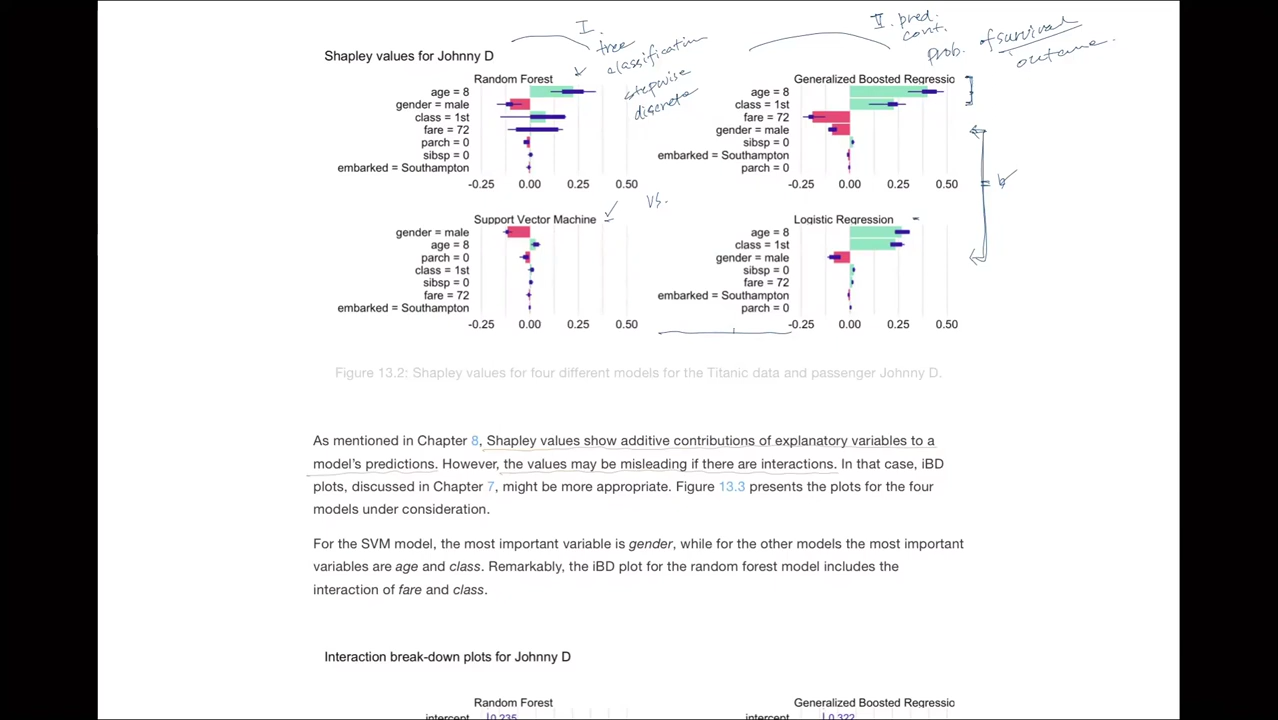 I.
tree
classification
stepwise
discrete
II. pred.
cont.
prob. of survival
outcome.
Shapley values for Johnny D
Random Forest
age = 8
gender = male
class = 1st
fare = 72
parch = 0
sibsp = 0
embarked = Southampton
-0.25 0.00 0.25 0.50
Generalized Boosted Regressio
age = 8
class = 1st
fare = 72
gender = male
sibsp = 0
embarked = Southampton
parch = 0
-0.25 0.00 0.25 0.50
vs.
Support Vector Machine
gender = male
age = 8
parch = 0
class = 1st
sibsp = 0
fare = 72
embarked = Southampton
-0.25 0.00 0.25 0.50
Logistic Regression
age = 8
class = 1st
gender = male
sibsp = 0
fare = 72
embarked = Southampton
parch = 0
-0.25 0.00 0.25 0.50
Figure 13.2: Shapley values for four different models for the Titanic data and passenger Johnny D.
As mentioned in Chapter 8, Shapley values show additive contributions of explanatory variables to a
model's predictions. However, the values may be misleading if there are interactions. In that case, iBD
plots, discussed in Chapter 7, might be more appropriate. Figure 13.3 presents the plots for the four
models under consideration.
For the SVM model, the most important variable is gender, while for the other models the most important
variables are age and class. Remarkably, the iBD plot for the random forest model includes the
interaction of fare and class.
Interaction break-down plots for Johnny D
Random Forest
intercept 0.235
Generalized Boosted Regressio
intercept 0.322